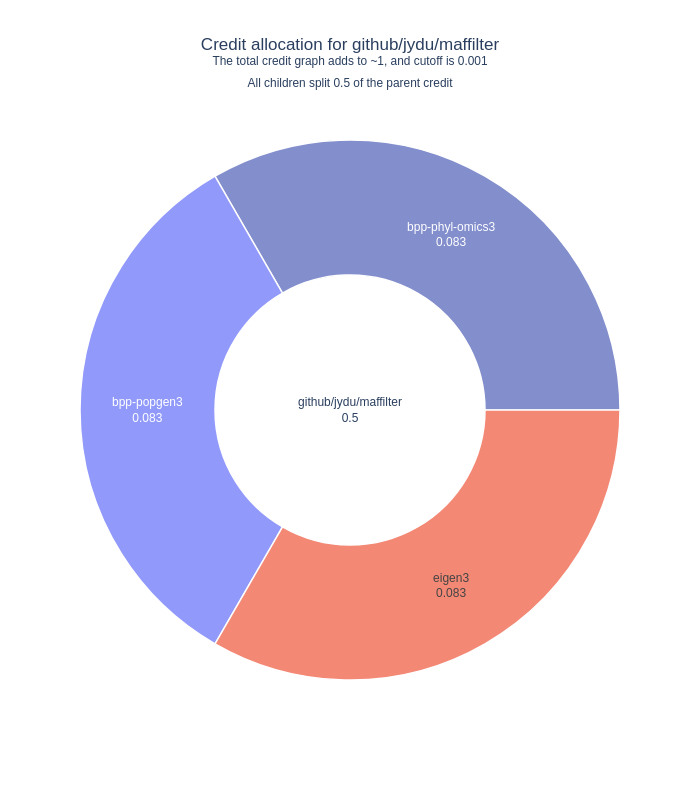 Credit allocation for github/jydu/maffilter
The total credit graph adds to ~1, and cutoff is 0.001
All children split 0.5 of the parent credit
bpp-phyl-omics3
0.083
bpp-popgen3
0.083
github/jydu/maffilter
0.5
eigen3
0.083